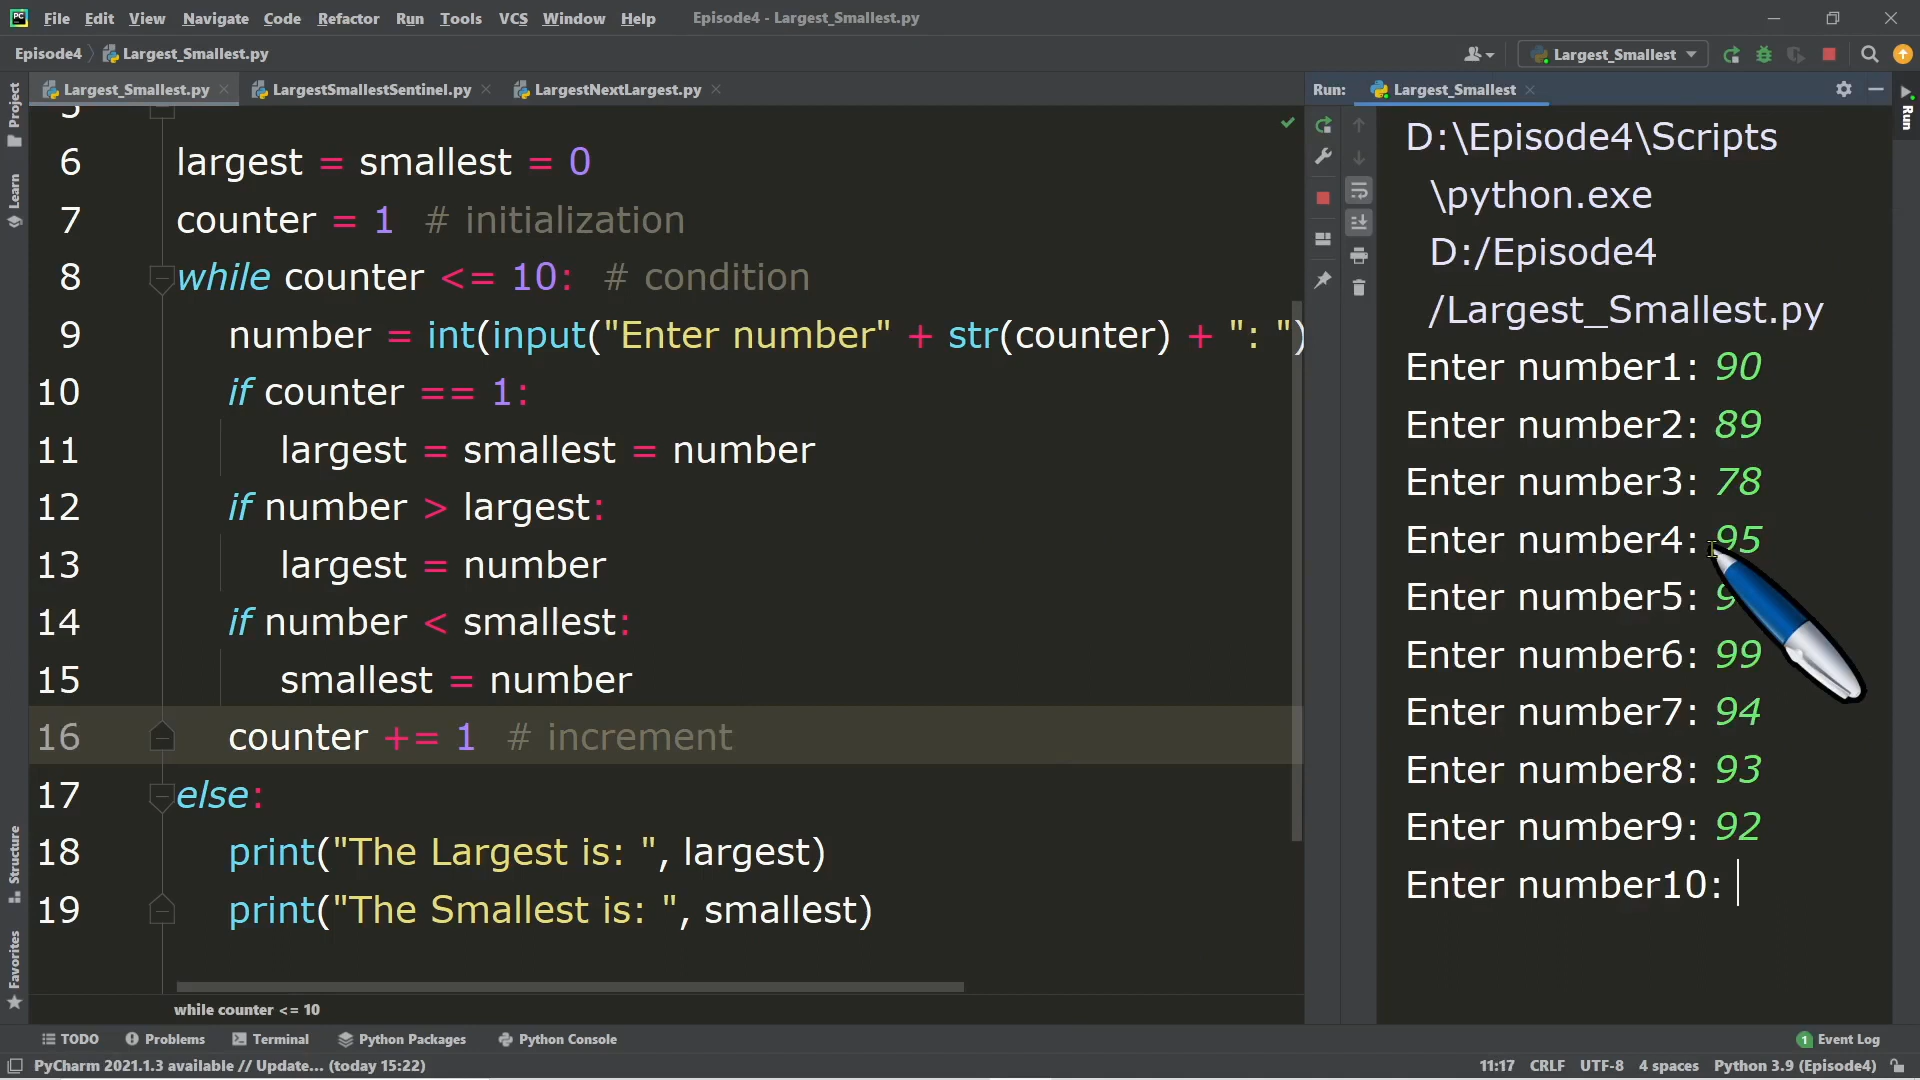 File Edit View Navigate Code Refactor Run Tools VCS Window Help Episode4 - Largest_Smallest.py
Episode4 Largest_Smallest.py Largest_Smallest
Largest_Smallest.py LargestSmallestSentinel.py LargestNextLargest.py
Run: Largest_Smallest
Project
Learn
Structure
Favorites
Run
6 largest = smallest = 0
7 counter = 1 # initialization
8 while counter <= 10: # condition
9 number = int(input("Enter number" + str(counter) + ": ")
10 if counter == 1:
11 largest = smallest = number
12 if number > largest:
13 largest = number
14 if number < smallest:
15 smallest = number
16 counter += 1 # increment
17 else:
18 print("The Largest is: ", largest)
19 print("The Smallest is: ", smallest)
while counter <= 10
D:\Episode4\Scripts
\python.exe
D:/Episode4
/Largest_Smallest.py
Enter number1: 90
Enter number2: 89
Enter number3: 78
Enter number4: 95
Enter number5:
Enter number6: 99
Enter number7: 94
Enter number8: 93
Enter number9: 92
Enter number10:
TODO Problems Terminal Python Packages Python Console 1 Event Log
PyCharm 2021.1.3 available // Update... (today 15:22) 11:17 CRLF UTF-8 4 spaces Python 3.9 (Episode4)